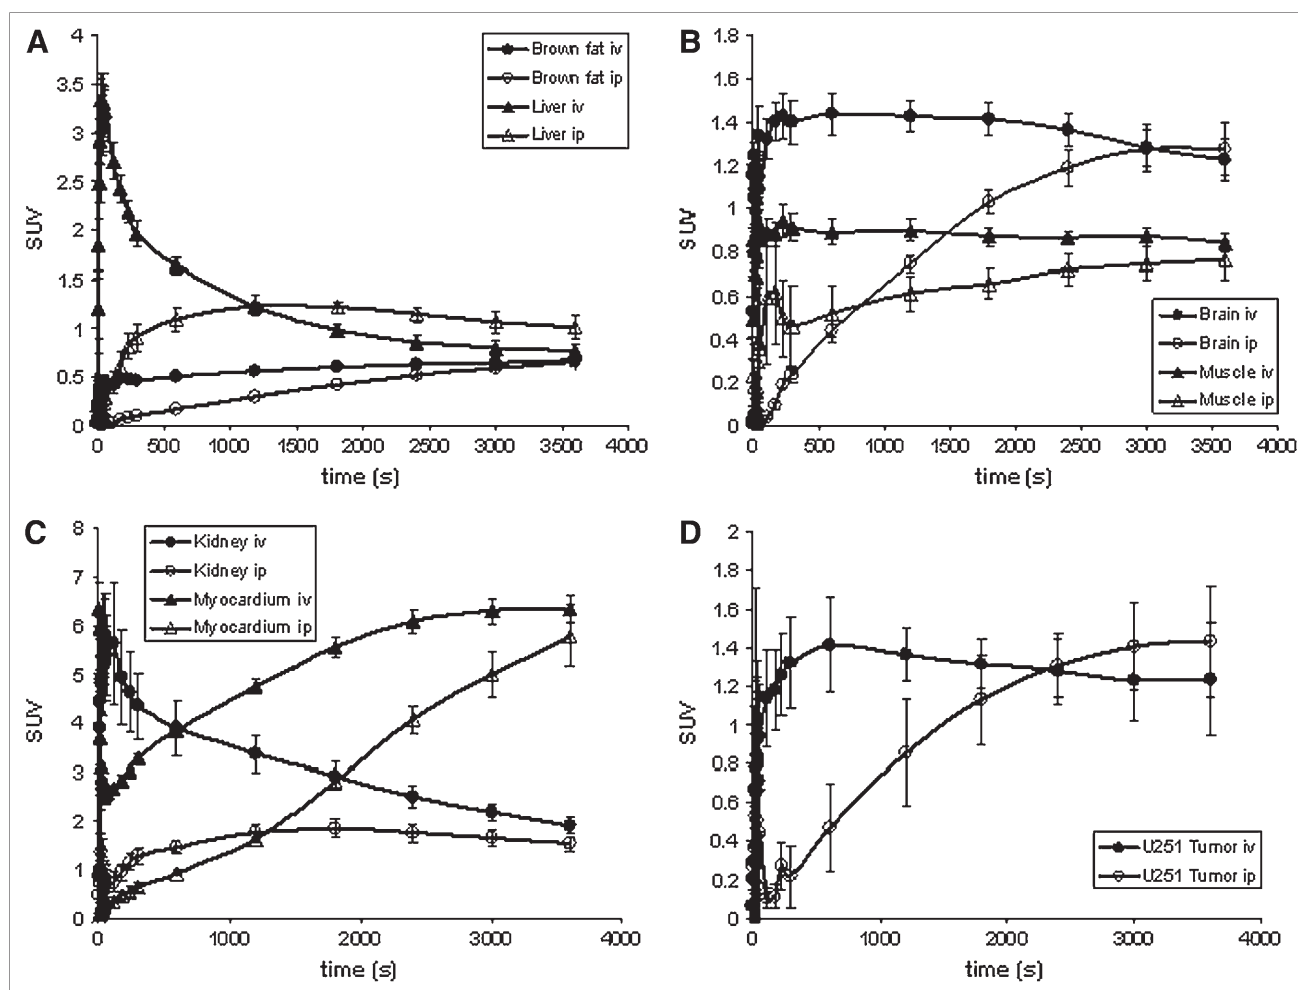 A
4
3.5
3
2.5
2
1.5
1
0.5
0
SUV
0 500 1000 1500 2000 2500 3000 3500 4000
time (s)
Brown fat iv
Brown fat ip
Liver iv
Liver ip
B
1.8
1.6
1.4
1.2
1
0.8
0.6
0.4
0.2
0
SUV
0 500 1000 1500 2000 2500 3000 3500 4000
time (s)
Brain iv
Brain ip
Muscle iv
Muscle ip
C
8
7
6
5
4
3
2
1
0
SUV
0 1000 2000 3000 4000
time (s)
Kidney iv
Kidney ip
Myocardium iv
Myocardium ip
D
2
1.8
1.6
1.4
1.2
1
0.8
0.6
0.4
0.2
0
SUV
0 1000 2000 3000 4000
time (s)
U251 Tumor iv
U251 Tumor ip